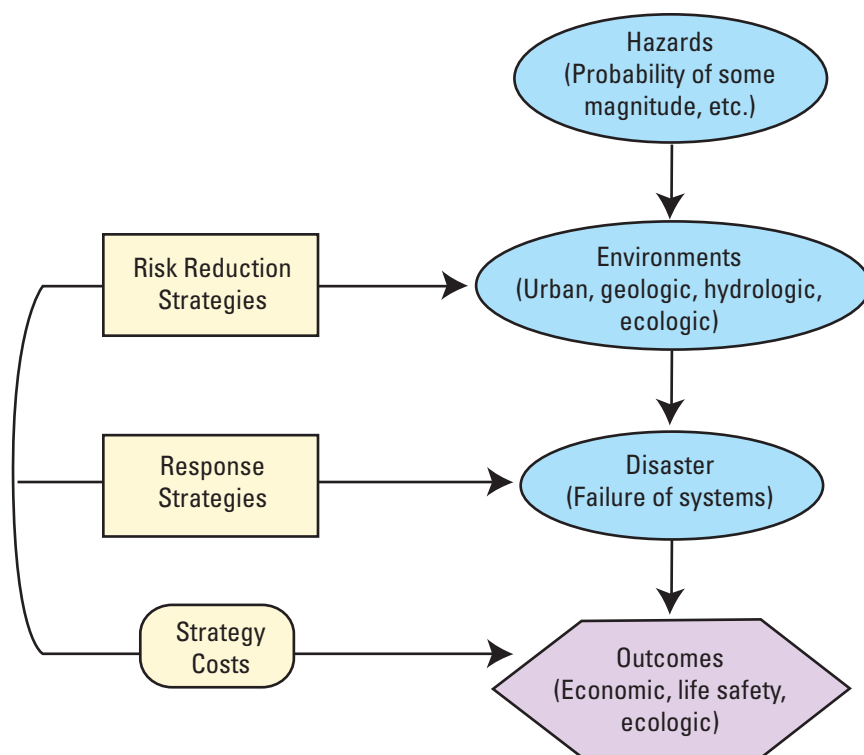 Hazards
(Probability of some
magnitude, etc.)
Risk Reduction
Strategies
Environments
(Urban, geologic, hydrologic,
ecologic)
Response
Strategies
Disaster
(Failure of systems)
Strategy
Costs
Outcomes
(Economic, life safety,
ecologic)